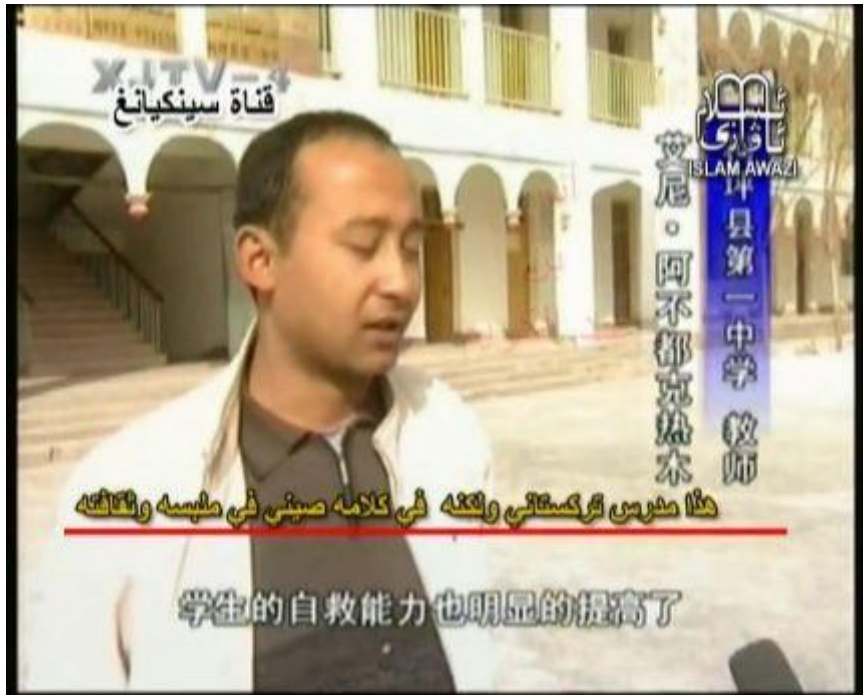 XJTV-4
قناة سينكيانغ
ئىسلام
ئاۋازى
ISLAM AWAZI
县第一中学 教师
艾尼·阿不都克热木
هذا مدرس تركستاني ولكنه في كلامه صيني في ملبسه وثقافته
学生的自救能力也明显的提高了